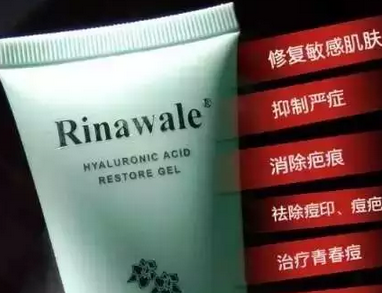 Rinawale®
HYALURONIC ACID
RESTORE GEL
修复敏感肌肤
抑制严症
消除疤痕
祛除痘印、痘疤
治疗青春痘